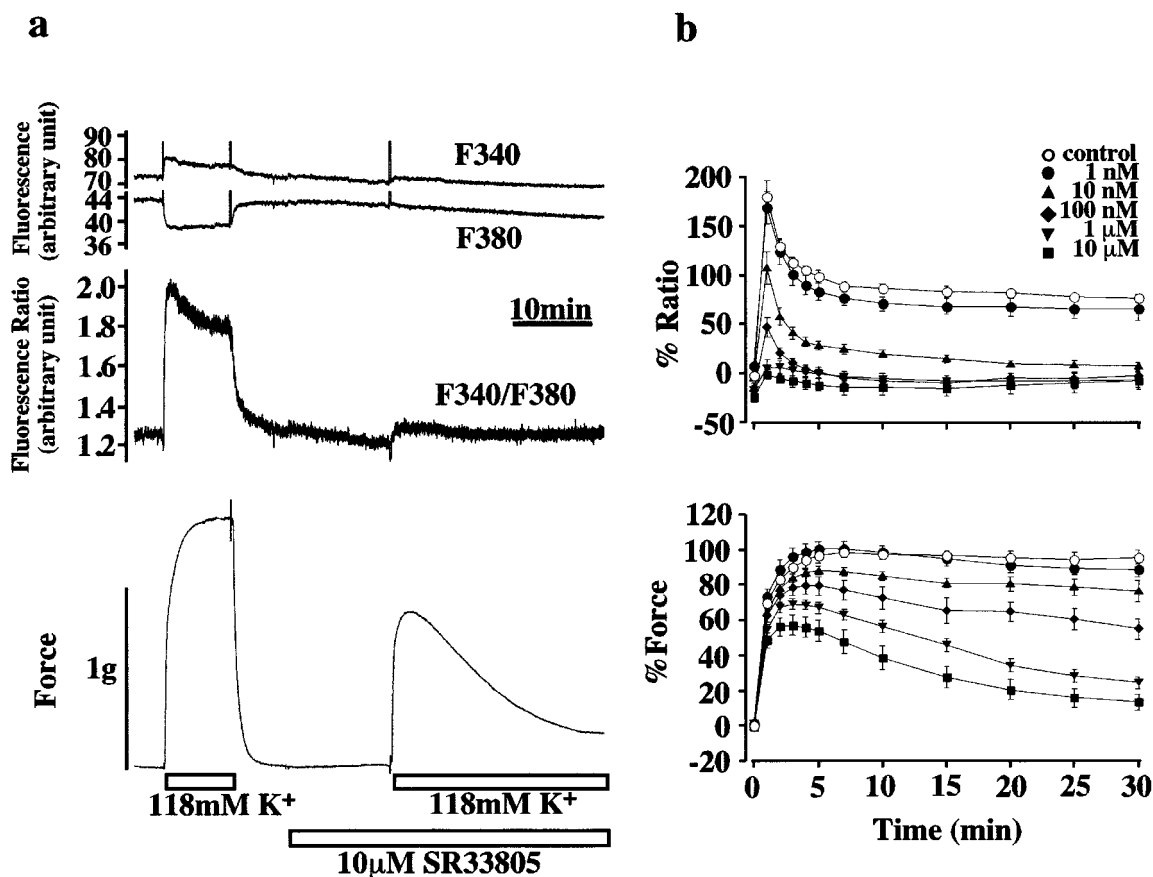 a
Fluorescence
(arbitrary unit)
90
80
70
44
40
36
F340
F380
Fluorescence Ratio
(arbitrary unit)
2.0
1.8
1.6
1.4
1.2
10min
F340/F380
Force
1g
118mM K⁺
118mM K⁺
10μM SR33805
b
control
1 nM
10 nM
100 nM
1 μM
10 μM
% Ratio
200
150
100
50
0
-50
%Force
120
100
80
60
40
20
0
-20
0 5 10 15 20 25 30
Time (min)